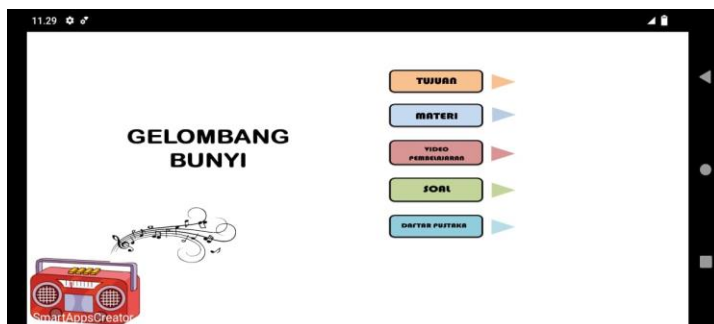 11.29
GELOMBANG
BUNYI
TUJUAN
MATERI
VIDEO
PEMBELAJARAN
SOAL
DAFTAR PUSTAKA
SmartAppsCreator